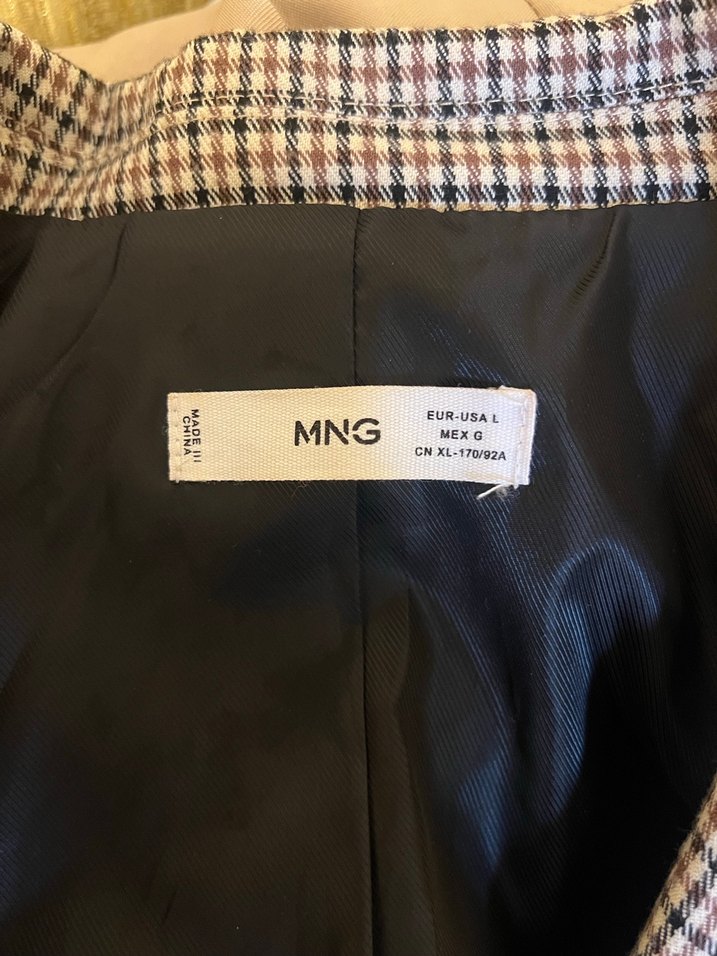 MADE IN
CHINA
MNG
EUR-USA L
MEX G
CN XL-170/92A